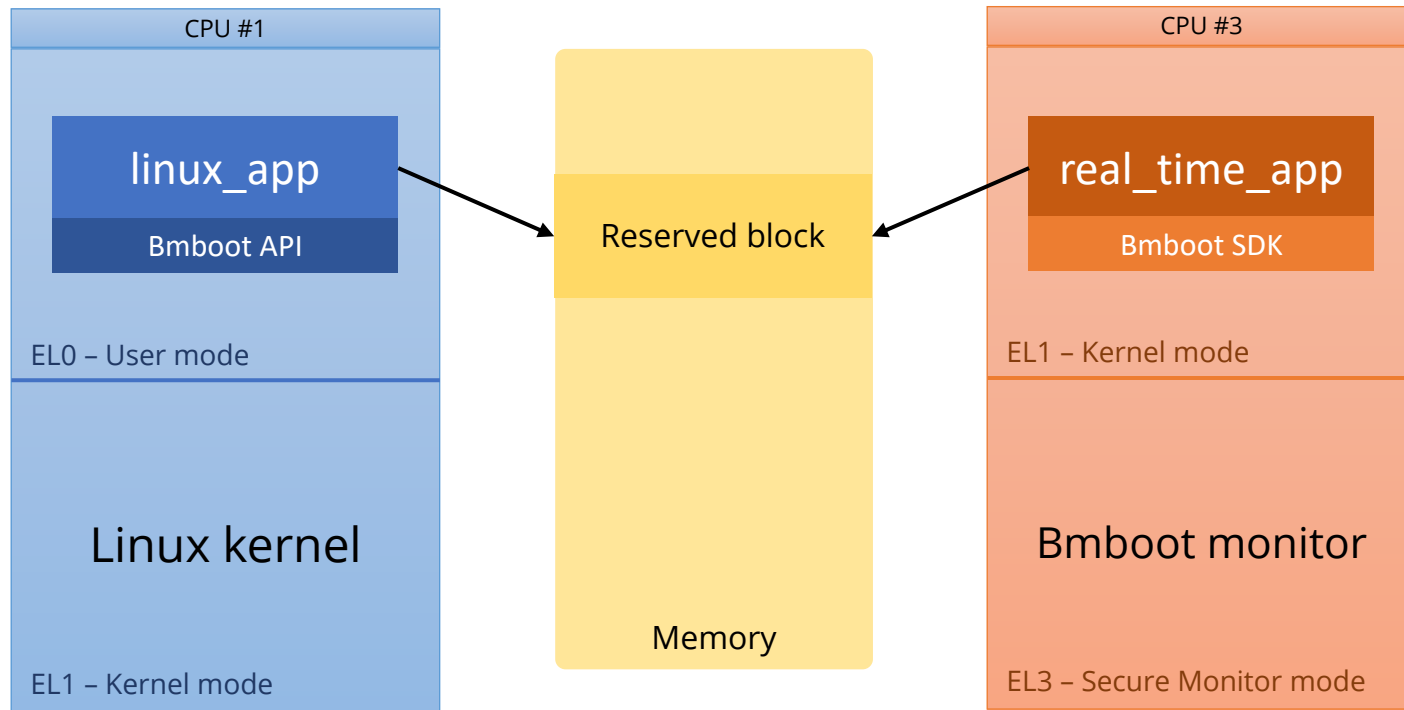 CPU #1
linux_app
Bmboot API
EL0 – User mode
Linux kernel
EL1 – Kernel mode
Reserved block
Memory
CPU #3
real_time_app
Bmboot SDK
EL1 – Kernel mode
Bmboot monitor
EL3 – Secure Monitor mode